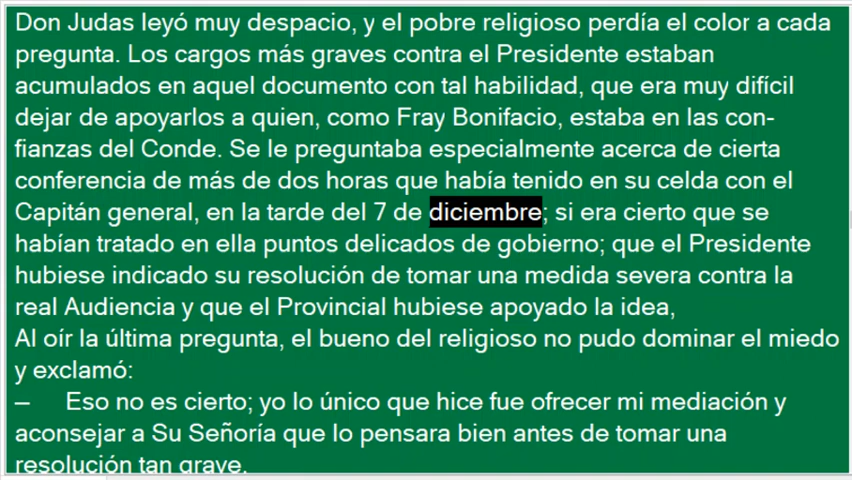 Don Judas leyó muy despacio, y el pobre religioso perdía el color a cada
pregunta. Los cargos más graves contra el Presidente estaban
acumulados en aquel documento con tal habilidad, que era muy difícil
dejar de apoyarlos a quien, como Fray Bonifacio, estaba en las con-
fianzas del Conde. Se le preguntaba especialmente acerca de cierta
conferencia de más de dos horas que había tenido en su celda con el
Capitán general, en la tarde del 7 de diciembre; si era cierto que se
habían tratado en ella puntos delicados de gobierno; que el Presidente
hubiese indicado su resolución de tomar una medida severa contra la
real Audiencia y que el Provincial hubiese apoyado la idea,
Al oír la última pregunta, el bueno del religioso no pudo dominar el miedo
y exclamó:
– Eso no es cierto; yo lo único que hice fue ofrecer mi mediación y
aconsejar a Su Señoría que lo pensara bien antes de tomar una
resolución tan grave.